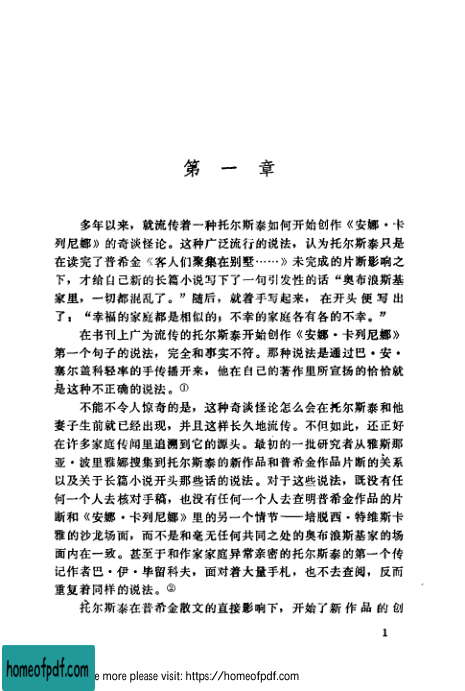 第一章
多年以来，就流传着一种托尔斯泰如何开始创作《安娜·卡
列尼娜》的奇谈怪论。这种广泛流行的说法，认为托尔斯泰只是
在读完了普希金《客人们聚集在别墅……》未完成的片断影响之
下，才给自己新的长篇小说写下了一句引发性的话“奥布浪斯基
家里，一切都混乱了。”随后，就着手写起来，在开头便写出
了：“幸福的家庭都是相似的；不幸的家庭各有各的不幸。”
在书刊上广为流传的托尔斯泰开始创作《安娜·卡列尼娜》
第一个句子的说法，完全和事实不符。那种说法是通过巴·安·
塞尔盖科轻率的手传播开来，他在自己的著作里所宣扬的恰恰就
是这种不正确的说法。①
不能不令人惊奇的是，这种奇谈怪论怎么会在托尔斯泰和他
妻子生前就已经出现，并且这样长久地流传。不但如此，还正好
在许多家庭传闻里追溯到它的源头。最初的一批研究者从雅斯那
亚·波里雅娜搜集到托尔斯泰的新作品和普希金作品片断的关系
以及关于长篇小说开头那些话的说法。对于这些说法，既没有任
何一个人去核对手稿，也没有任何一个人去查明普希金作品的片
断和《安娜·卡列尼娜》里的另一个情节——培脱西·特维斯卡
雅的沙龙场面，而不是和毫无任何共同之处的奥布浪斯基家的场
面内在一致。甚至于和作家家庭异常亲密的托尔斯泰的第一个传
记作者巴·伊·毕留科夫，面对着大量手札，也不去查阅，反而
重复着同样的说法。②
托尔斯泰在普希金散文的直接影响下，开始了新作品的创
1
homeofpdf.com
e more please visit: https://homeofpdf.com